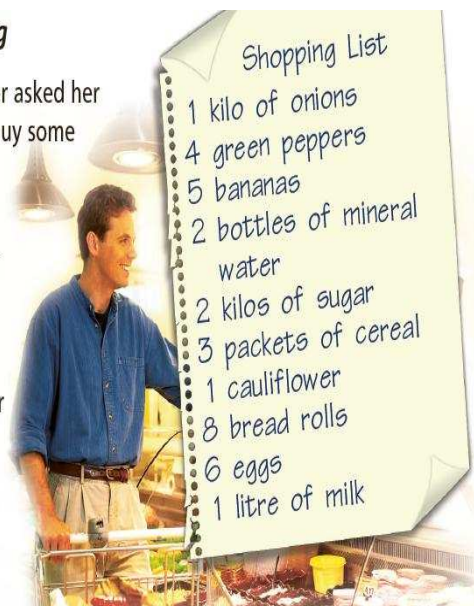 g
r asked her
uy some
r
Shopping List
1 kilo of onions
4 green peppers
5 bananas
2 bottles of mineral
water
2 kilos of sugar
3 packets of cereal
1 cauliflower
8 bread rolls
6 eggs
1 litre of milk